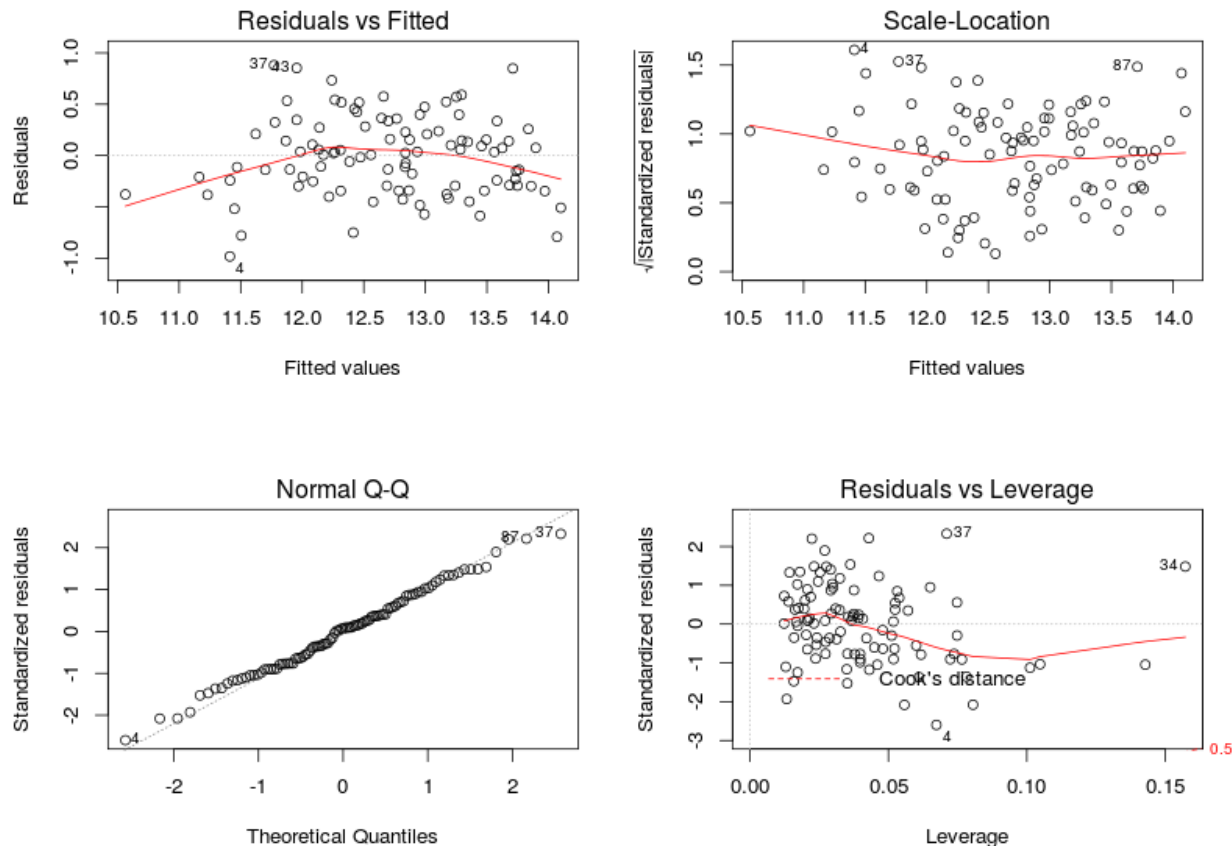 Residuals vs Fitted
Residuals
1.0
0.5
0.0
-1.0
37
43
4
10.5 11.0 11.5 12.0 12.5 13.0 13.5 14.0
Fitted values
Scale-Location
√|Standardized residuals|
1.5
1.0
0.5
0.0
4
37
87
10.5 11.0 11.5 12.0 12.5 13.0 13.5 14.0
Fitted values
Normal Q-Q
Standardized residuals
2
1
0
-1
-2
87
37
4
-2 -1 0 1 2
Theoretical Quantiles
Residuals vs Leverage
Standardized residuals
2
1
0
-1
-2
-3
37
34
Cook's distance
4
0.5
0.00 0.05 0.10 0.15
Leverage